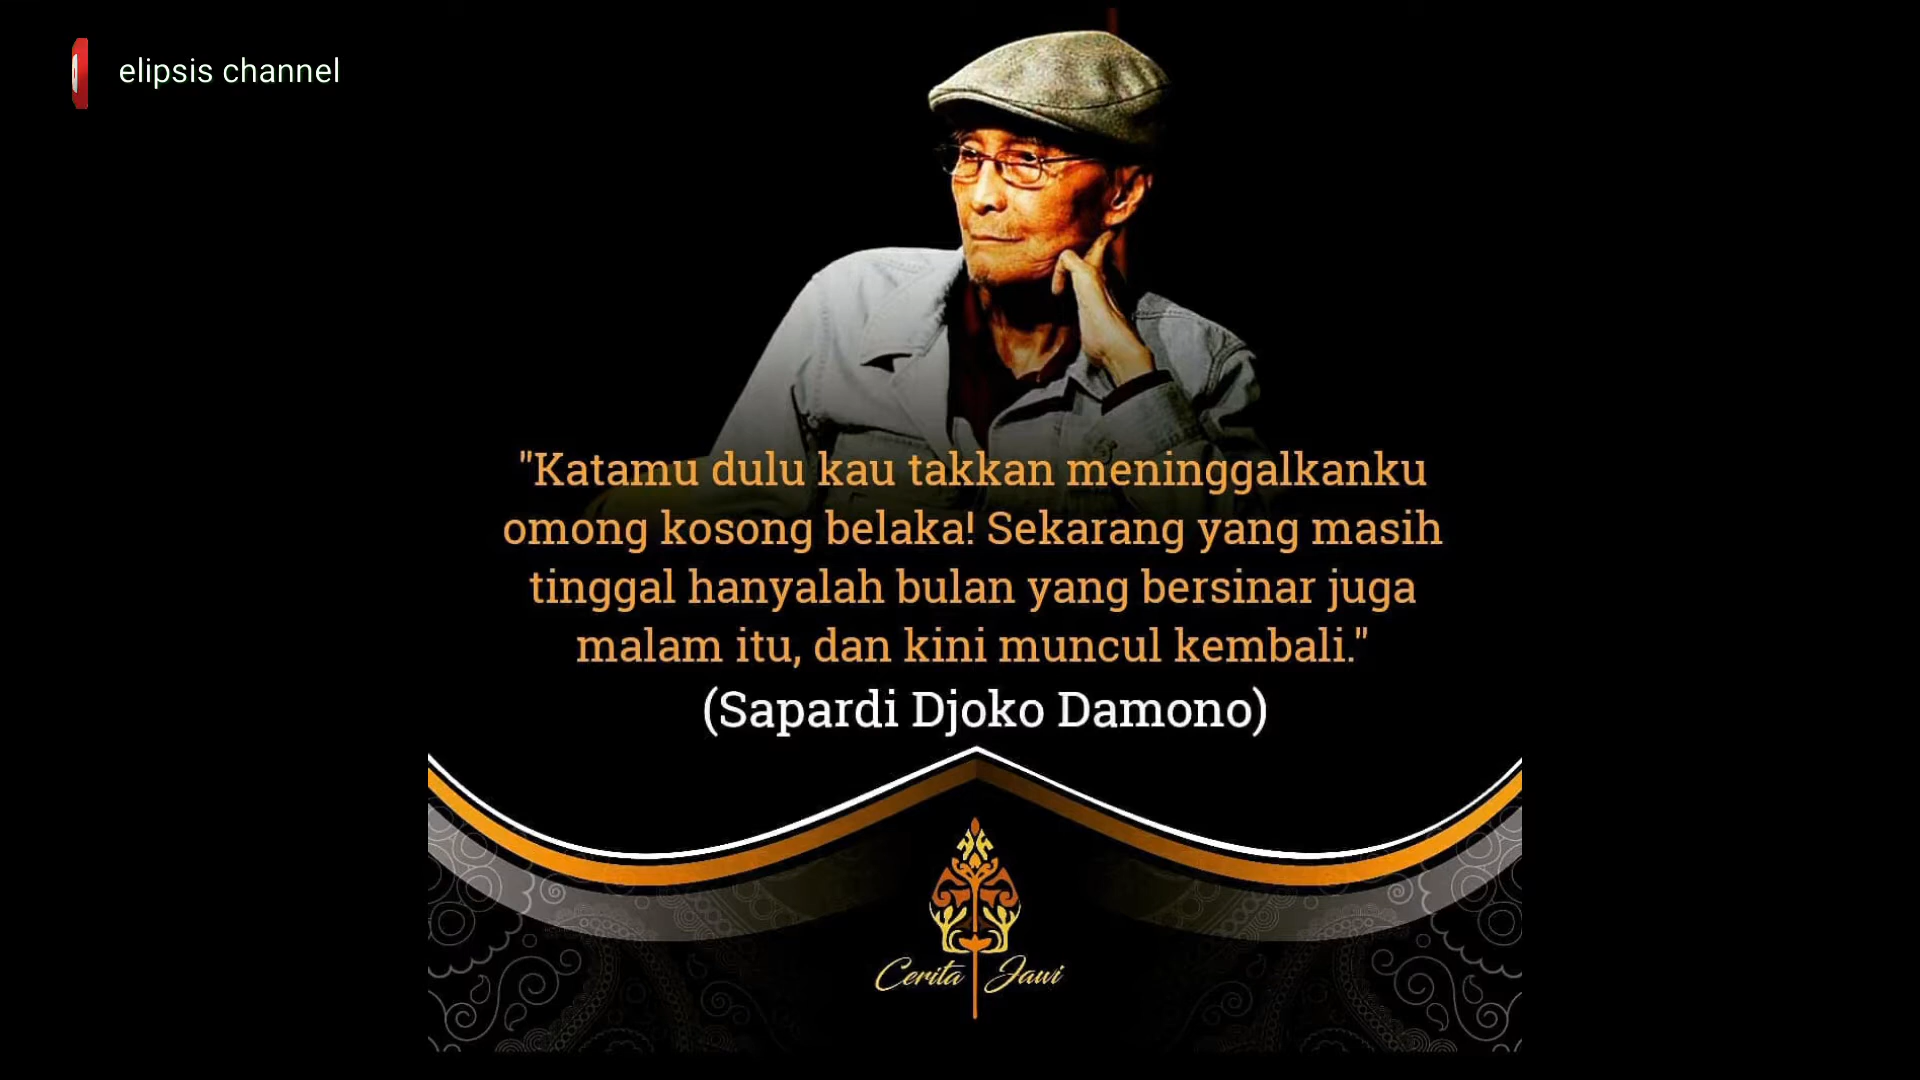 elipsis channel
"Katamu dulu kau takkan meninggalkanku
omong kosong belaka! Sekarang yang masih
tinggal hanyalah bulan yang bersinar juga
malam itu, dan kini muncul kembali."
(Sapardi Djoko Damono)
Cerita Jawi